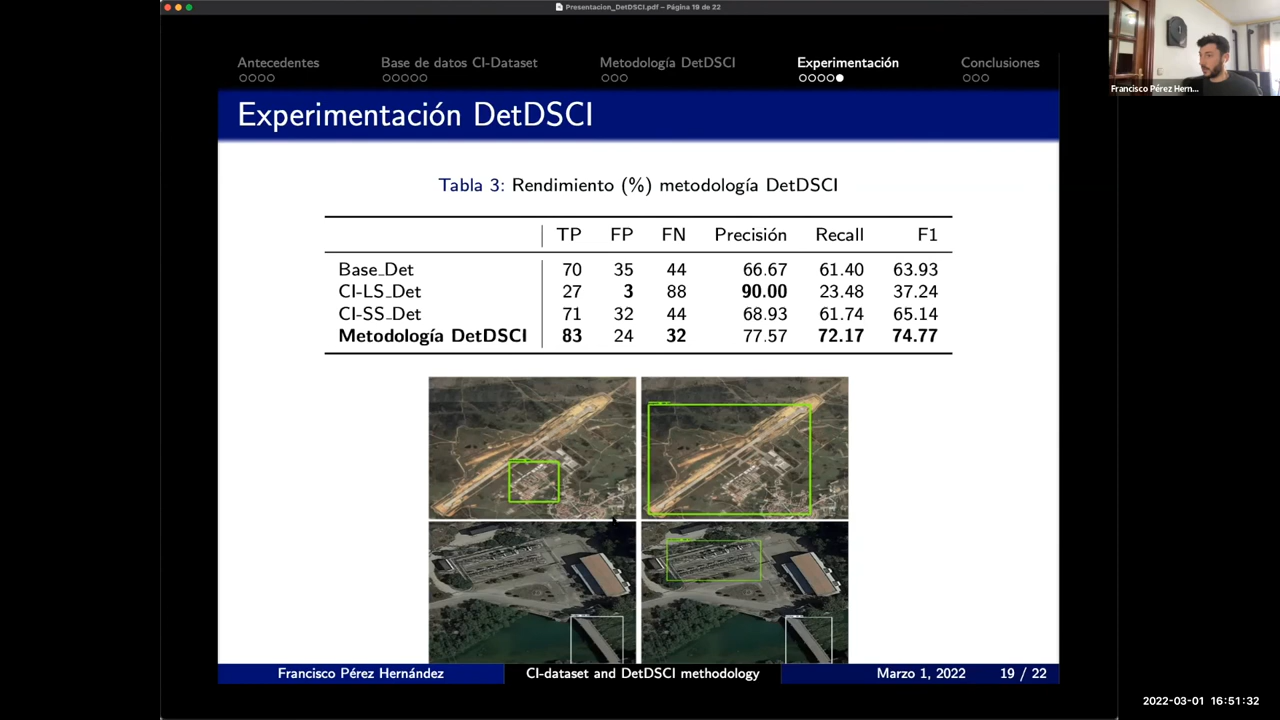 Presentacion_DetDSCI.pdf – Página 19 de 22
Antecedentes Base de datos CI-Dataset Metodología DetDSCI Experimentación Conclusiones
Francisco Pérez Hern...
Experimentación DetDSCI
Tabla 3: Rendimiento (%) metodología DetDSCI
TP FP FN Precisión Recall F1
Base_Det 70 35 44 66.67 61.40 63.93
CI-LS_Det 27 3 88 90.00 23.48 37.24
CI-SS_Det 71 32 44 68.93 61.74 65.14
Metodología DetDSCI 83 24 32 77.57 72.17 74.77
Francisco Pérez Hernández CI-dataset and DetDSCI methodology Marzo 1, 2022 19 / 22
2022-03-01 16:51:32